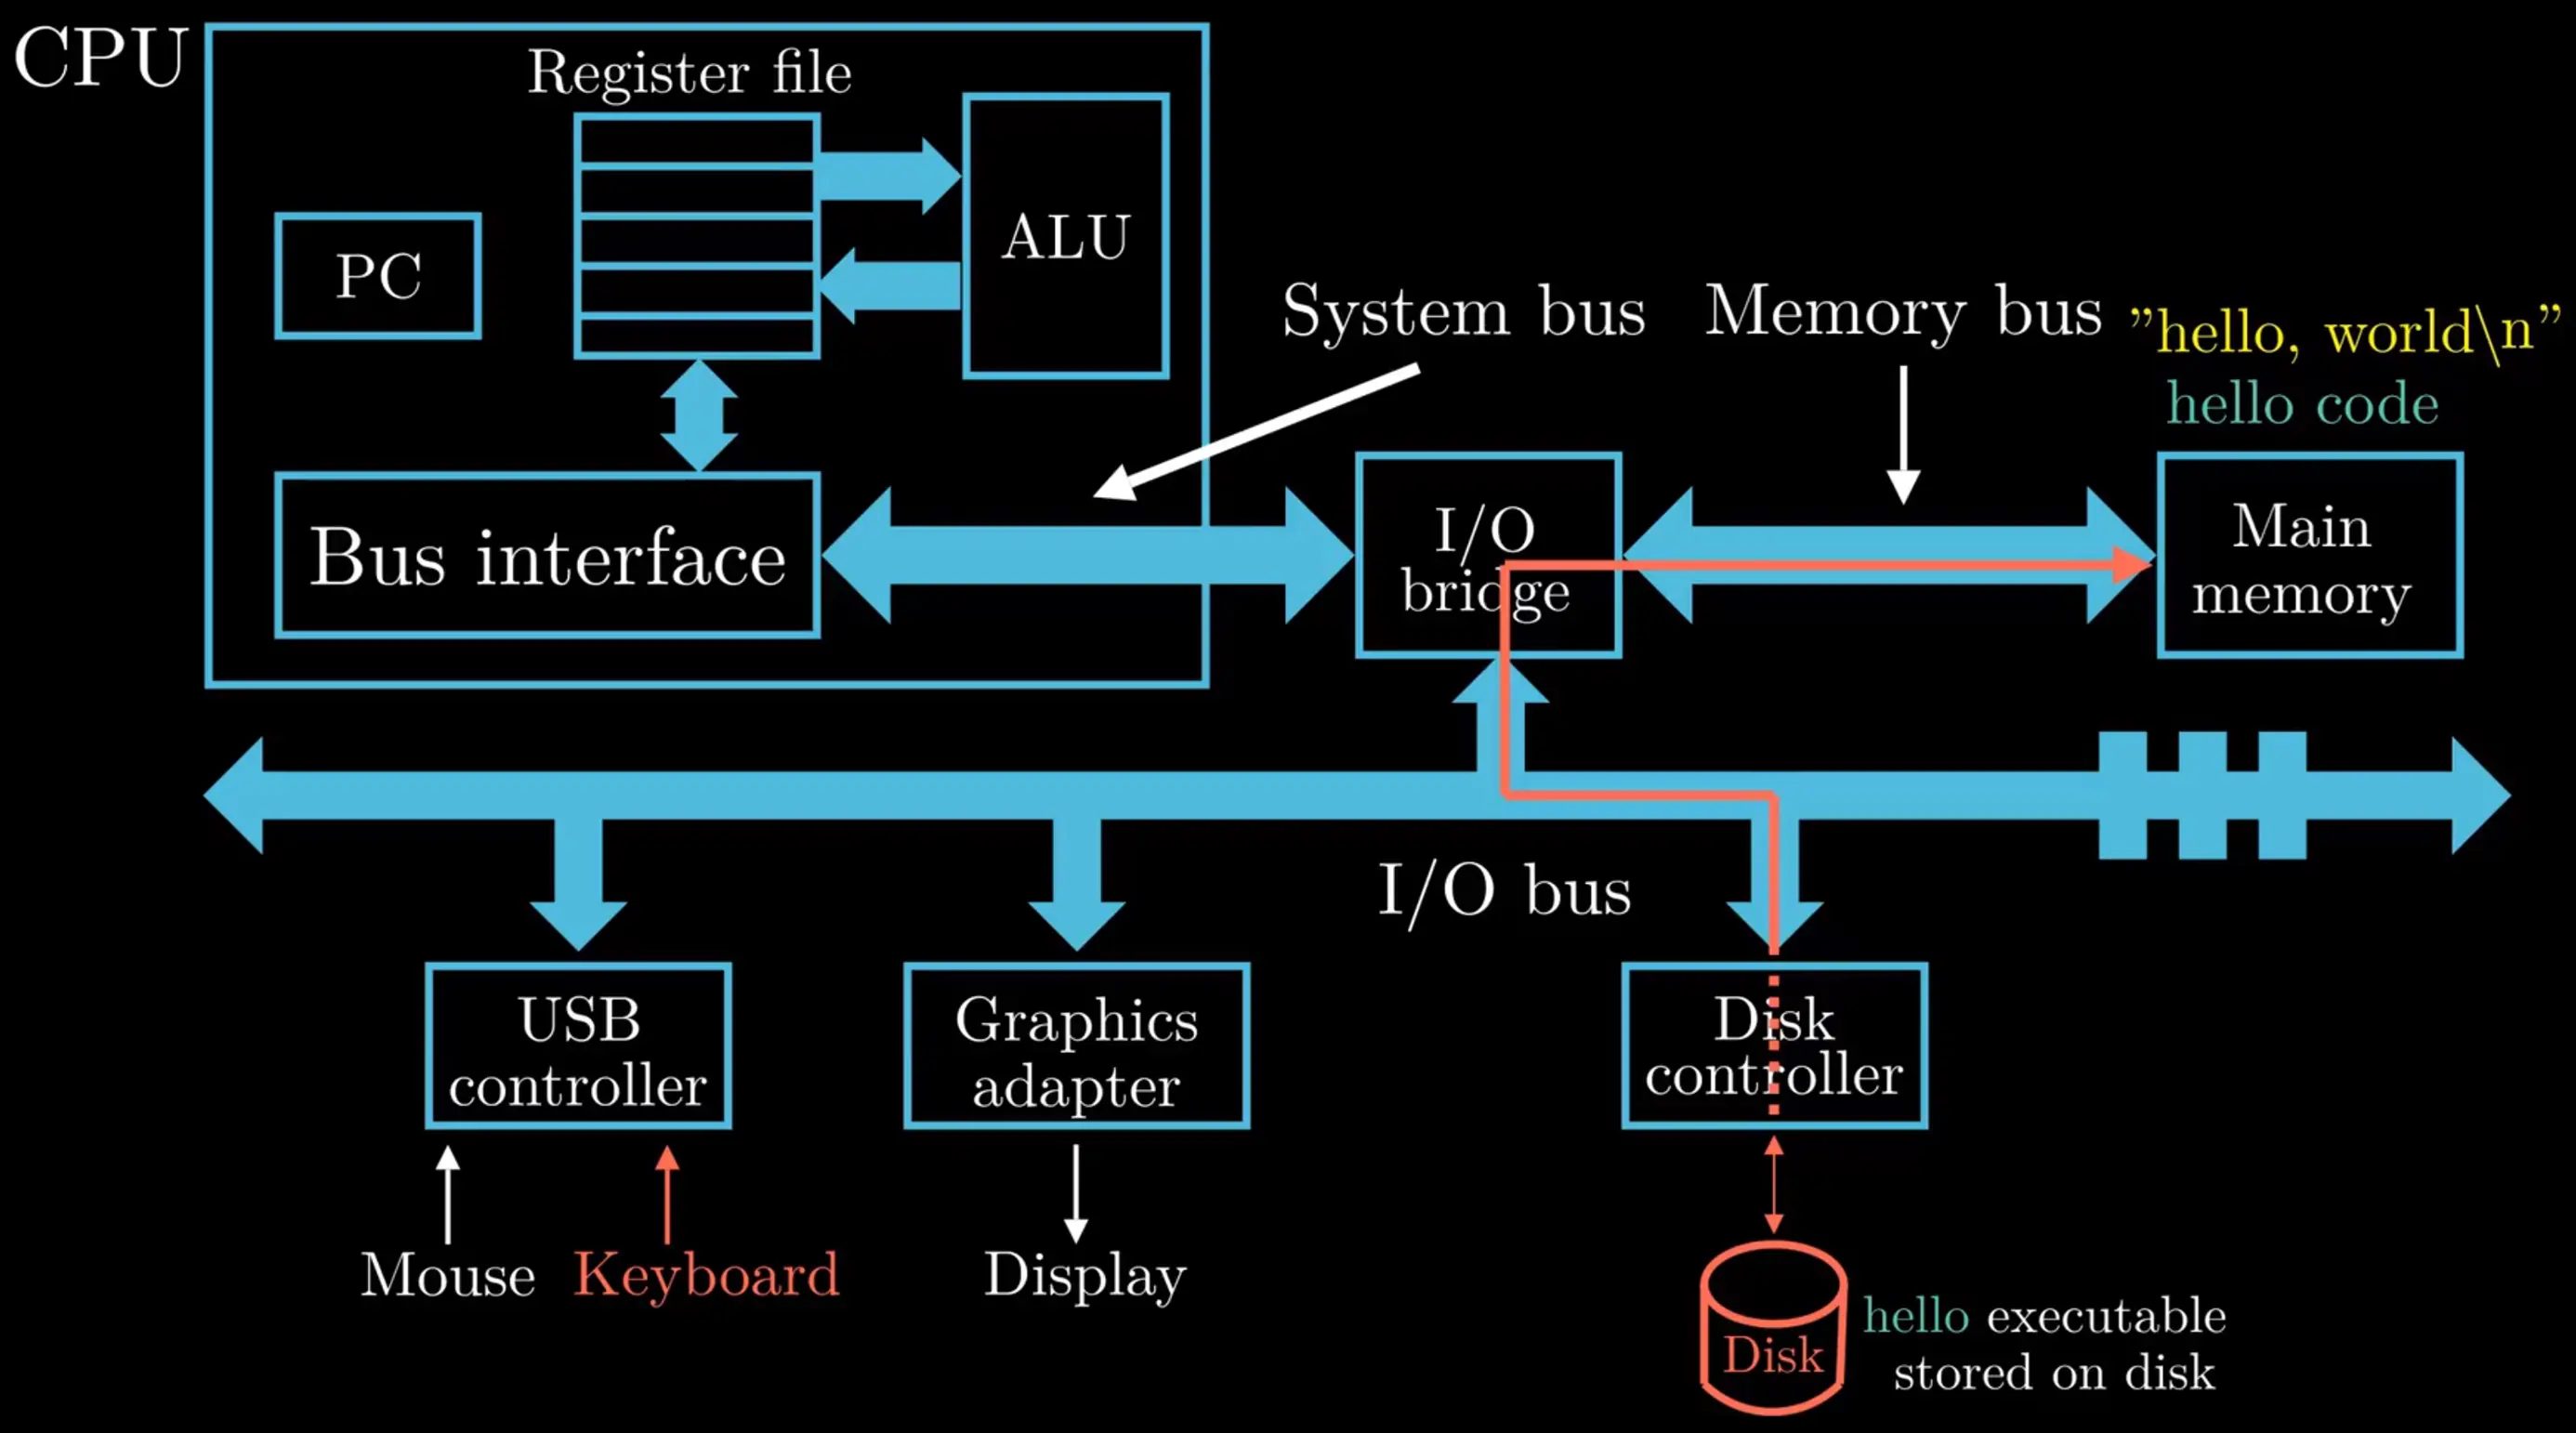 CPU
Register file
ALU
PC
System bus
Memory bus
"hello, world\n"
hello code
Bus interface
I/O
bridge
Main
memory
I/O bus
USB
controller
Graphics
adapter
Disk
controller
Mouse
Keyboard
Display
Disk
hello executable
stored on disk